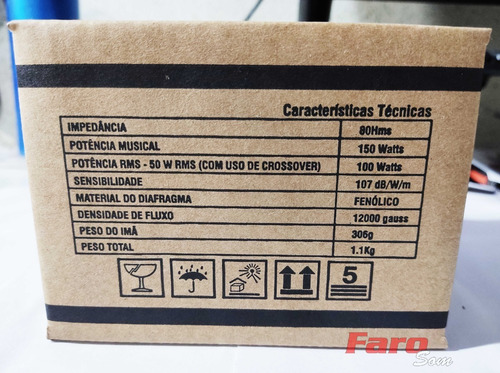 Características Técnicas
IMPEDÂNCIA 80Hms
POTÊNCIA MUSICAL 150 Watts
POTÊNCIA RMS - 50 W RMS (COM USO DE CROSSOVER) 100 Watts
SENSIBILIDADE 107 dB/W/m
MATERIAL DO DIAFRAGMA FENÓLICO
DENSIDADE DE FLUXO 12000 gauss
PESO DO IMÃ 306g
PESO TOTAL 1.1Kg
5
Faro
Som